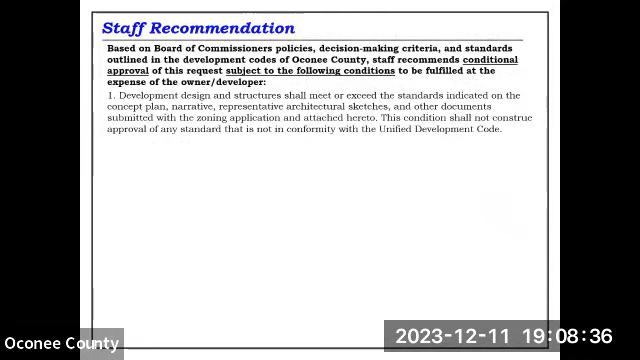 Staff Recommendation
Based on Board of Commissioners policies, decision-making criteria, and standards
outlined in the development codes of Oconee County, staff recommends conditional
approval of this request subject to the following conditions to be fulfilled at the
expense of the owner/developer:
1. Development design and structures shall meet or exceed the standards indicated on the
concept plan, narrative, representative architectural sketches, and other documents
submitted with the zoning application and attached hereto. This condition shall not construe
approval of any standard that is not in conformity with the Unified Development Code.
Oconee County
2023-12-11 19:08:36